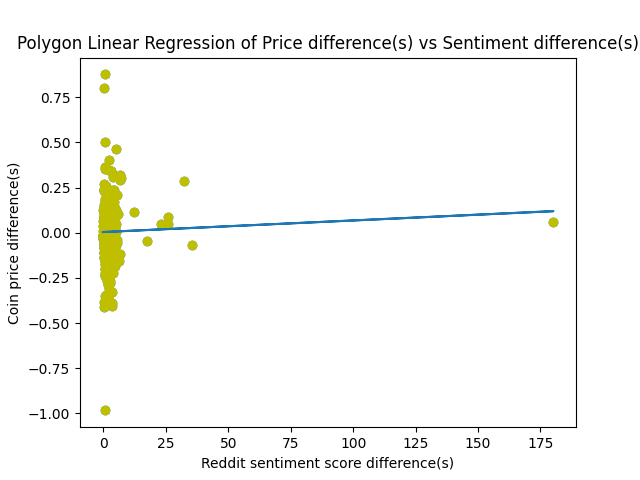 Polygon Linear Regression of Price difference(s) vs Sentiment difference(s)
0.75
0.50
0.25
0.00
−0.25
−0.50
−0.75
−1.00
Coin price difference(s)
0 25 50 75 100 125 150 175
Reddit sentiment score difference(s)